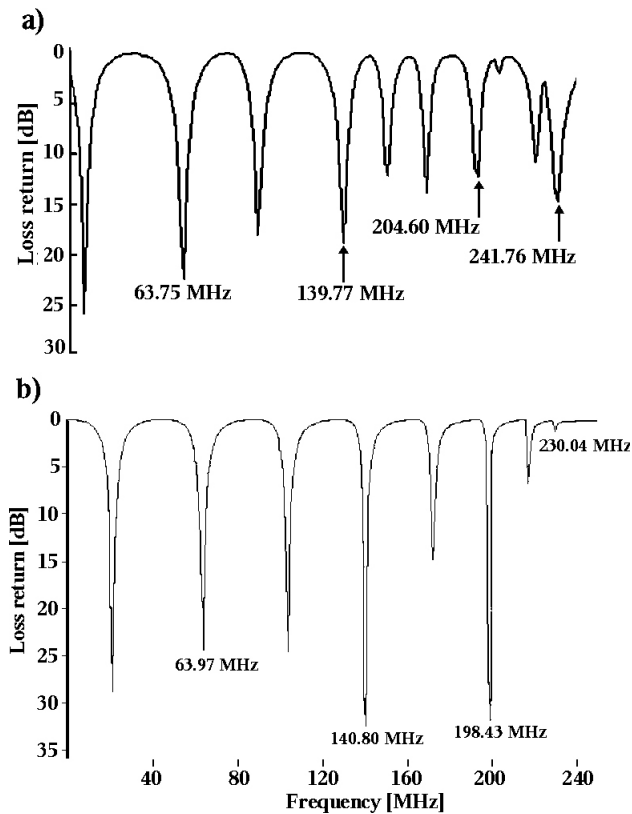 a)
Loss return [dB]
0
5
10
15
20
25
30
63.75 MHz
139.77 MHz
204.60 MHz
241.76 MHz
b)
Loss return [dB]
0
5
10
15
20
25
30
35
63.97 MHz
140.80 MHz
198.43 MHz
230.04 MHz
40
80
120
160
200
240
Frequency [MHz]